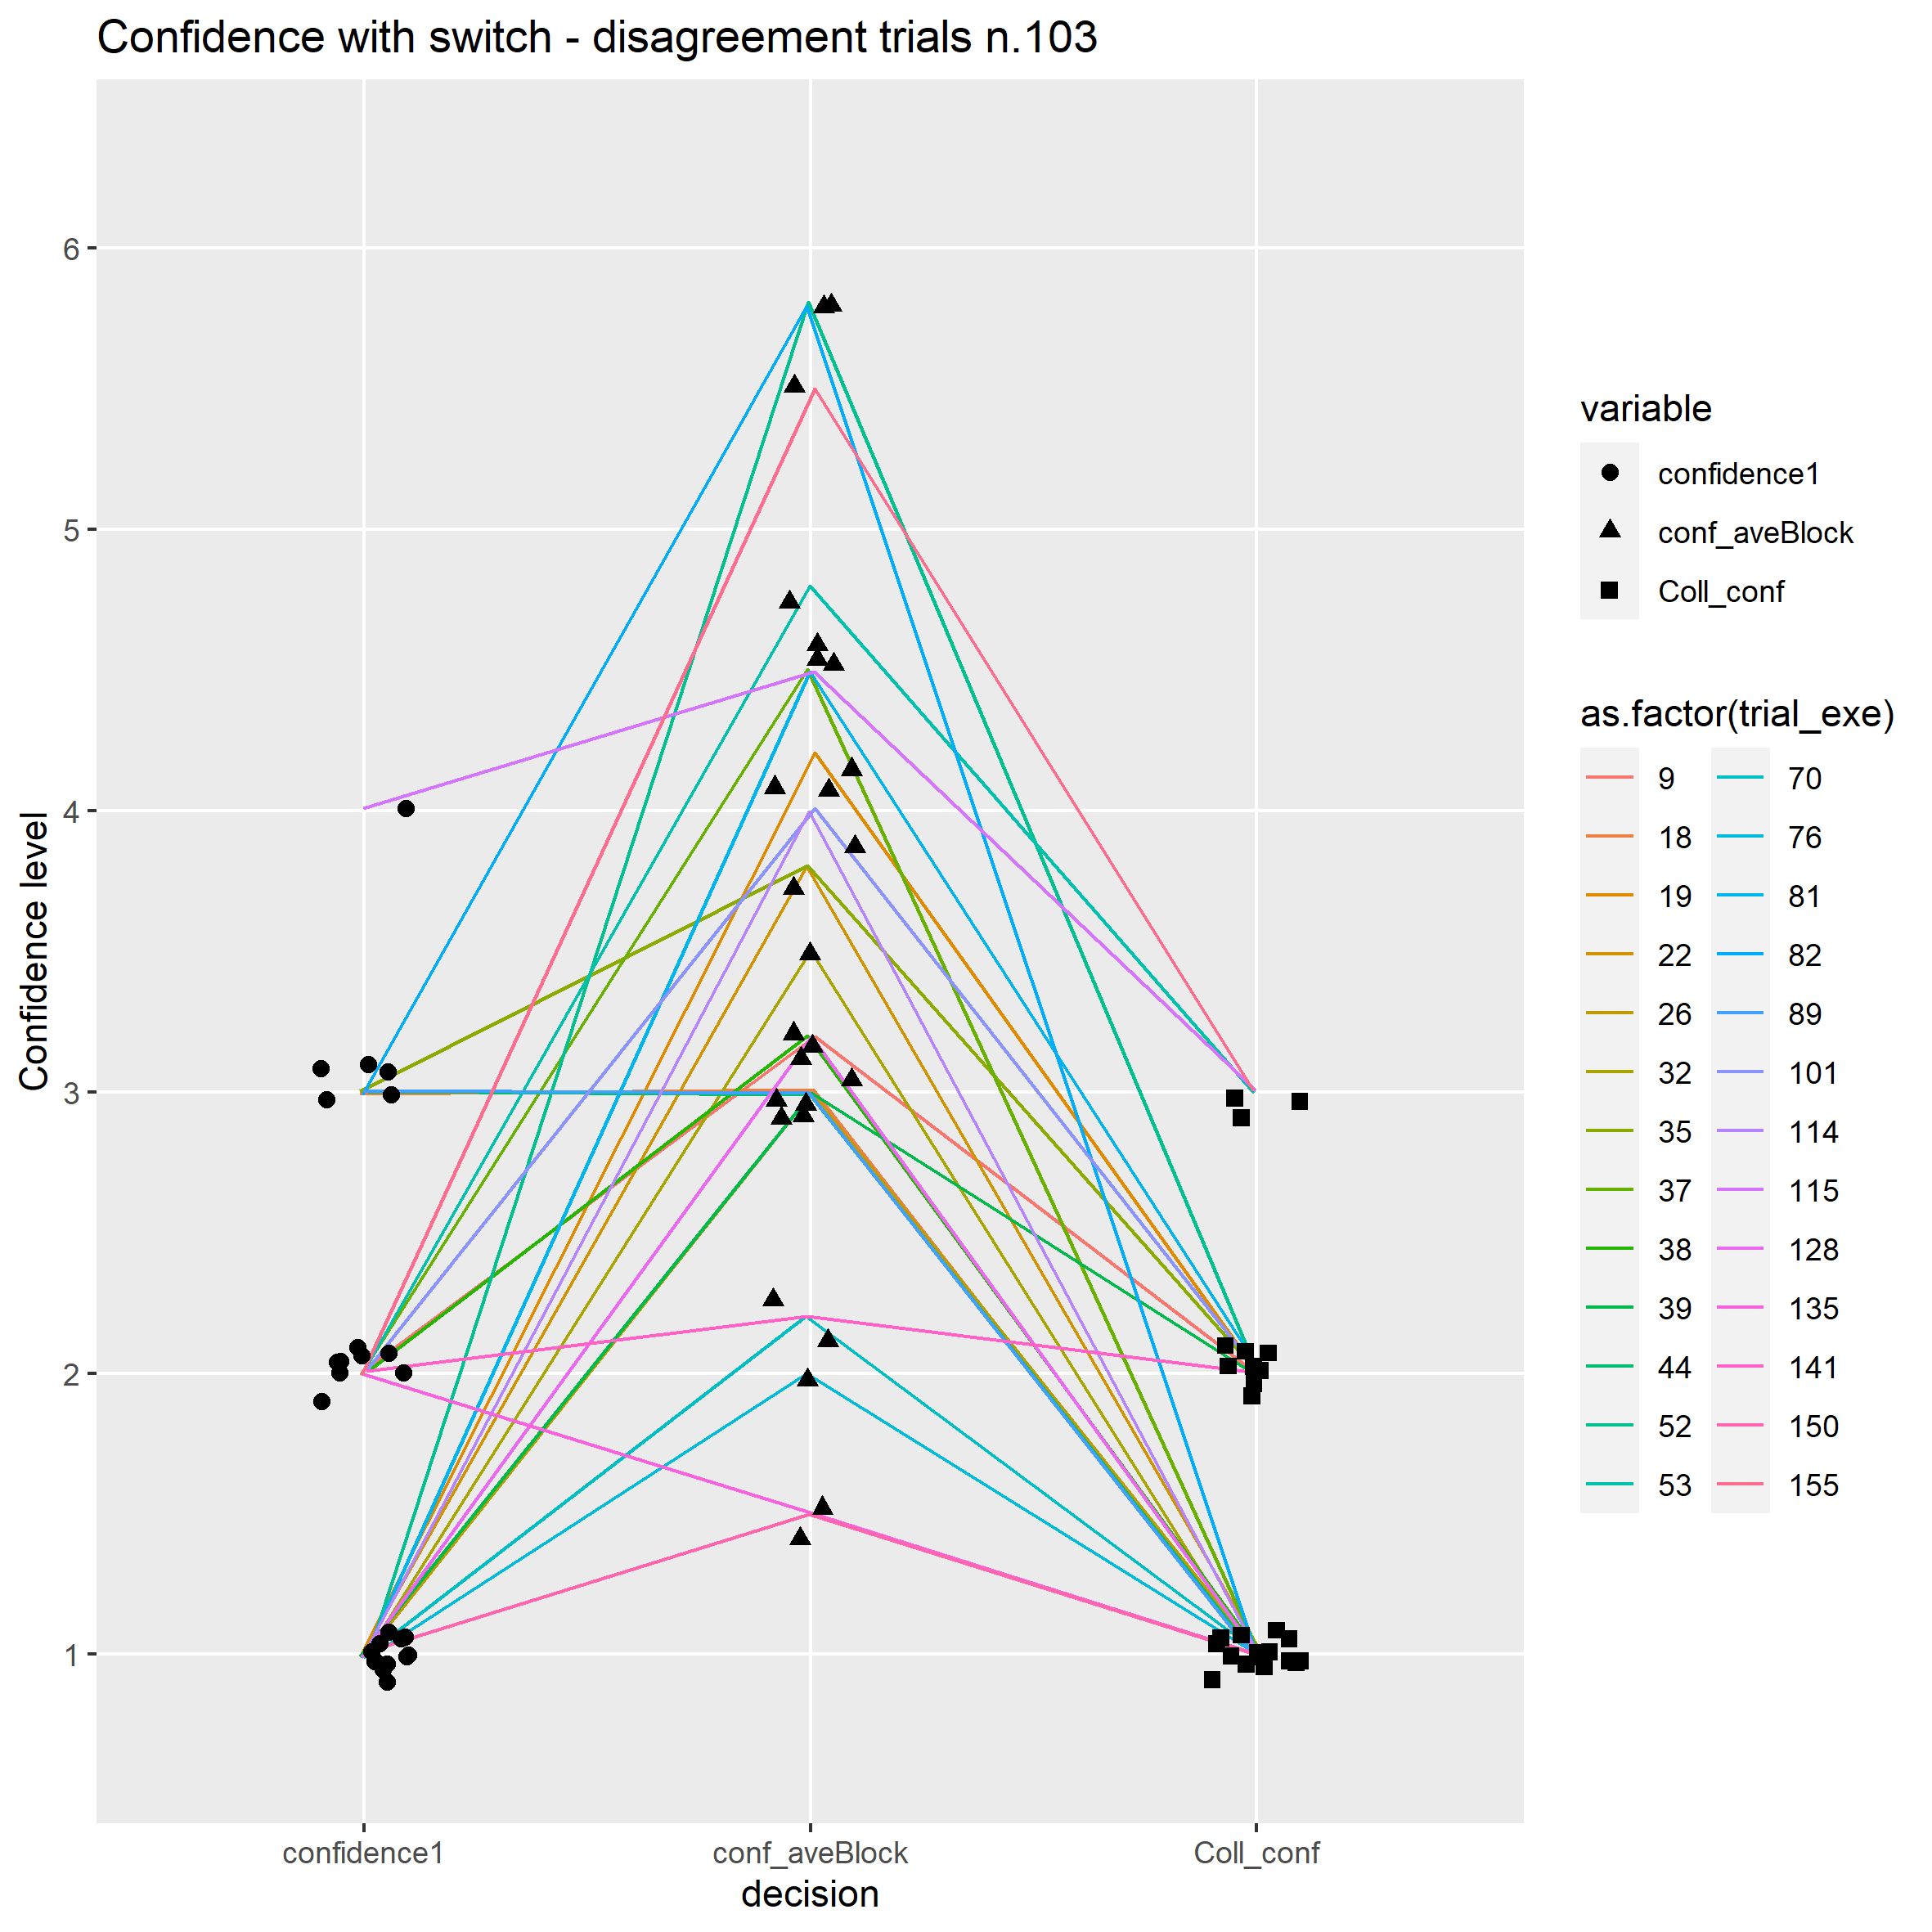 Confidence with switch - disagreement trials n.103
Confidence level
6
5
4
3
2
1
confidence1
conf_aveBlock
Coll_conf
decision
variable
confidence1
conf_aveBlock
Coll_conf
as.factor(trial_exe)
9 70
18 76
19 81
22 82
26 89
32 101
35 114
37 115
38 128
39 135
44 141
52 150
53 155